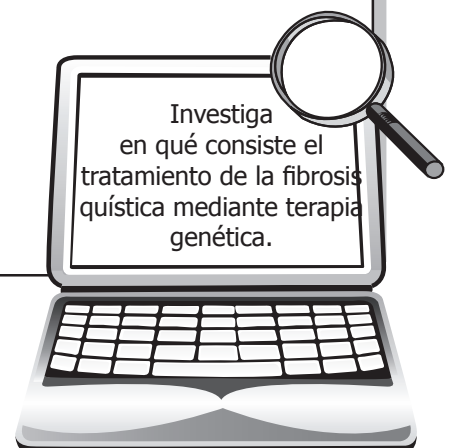 Investiga
en qué consiste el
tratamiento de la fibrosis
quística mediante terapia
genética.